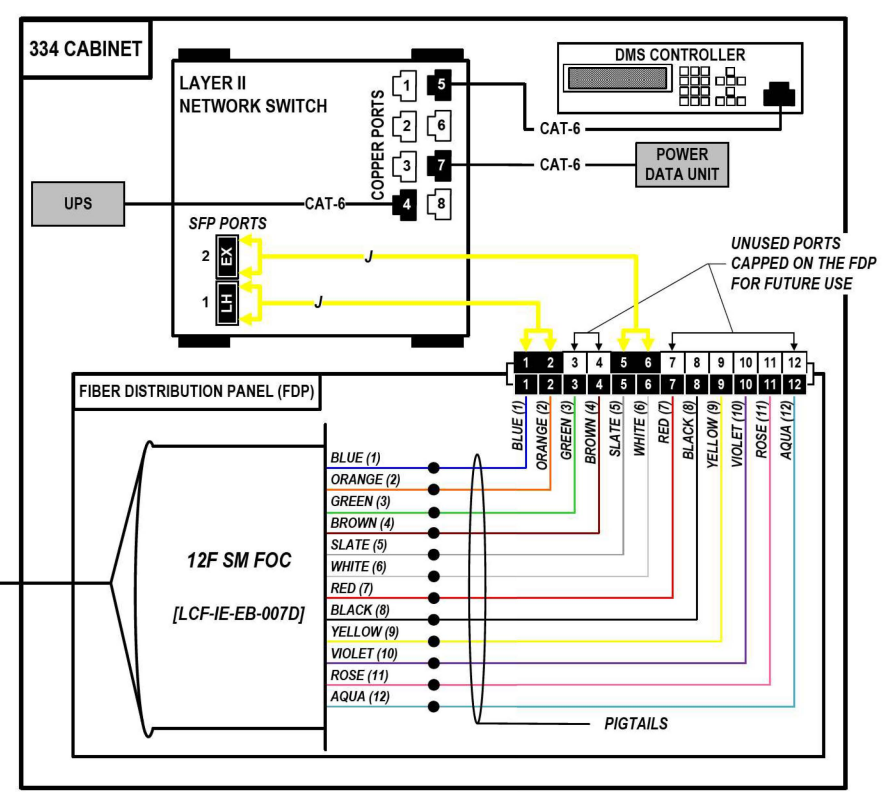 334 CABINET
LAYER II
NETWORK SWITCH
COPPER PORTS
1
5
2
6
3
7
4
8
DMS CONTROLLER
CAT-6
CAT-6
POWER
DATA UNIT
UPS
CAT-6
SFP PORTS
2
EX
J
1
LH
J
UNUSED PORTS
CAPPED ON THE FDP
FOR FUTURE USE
1 2 3 4 5 6 7 8 9 10 11 12
1 2 3 4 5 6 7 8 9 10 11 12
FIBER DISTRIBUTION PANEL (FDP)
BLUE (1)
ORANGE (2)
GREEN (3)
BROWN (4)
SLATE (5)
WHITE (6)
RED (7)
BLACK (8)
YELLOW (9)
VIOLET (10)
ROSE (11)
AQUA (12)
12F SM FOC
[LCF-IE-EB-007D]
BLUE (1)
ORANGE (2)
GREEN (3)
BROWN (4)
SLATE (5)
WHITE (6)
RED (7)
BLACK (8)
YELLOW (9)
VIOLET (10)
ROSE (11)
AQUA (12)
PIGTAILS